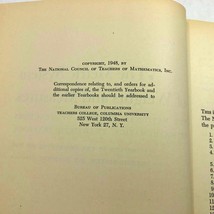 COPYRIGHT, 1948, BY
THE NATIONAL COUNCIL OF TEACHERS OF MATHEMATICS, INC.
Correspondence relating to, and orders for ad-
ditional copies of, the Twentieth Yearbook and
the earlier Yearbooks should be addressed to
BUREAU OF PUBLICATIONS
TEACHERS COLLEGE, COLUMBIA UNIVERSITY
525 West 120th Street
New York 27, N. Y.